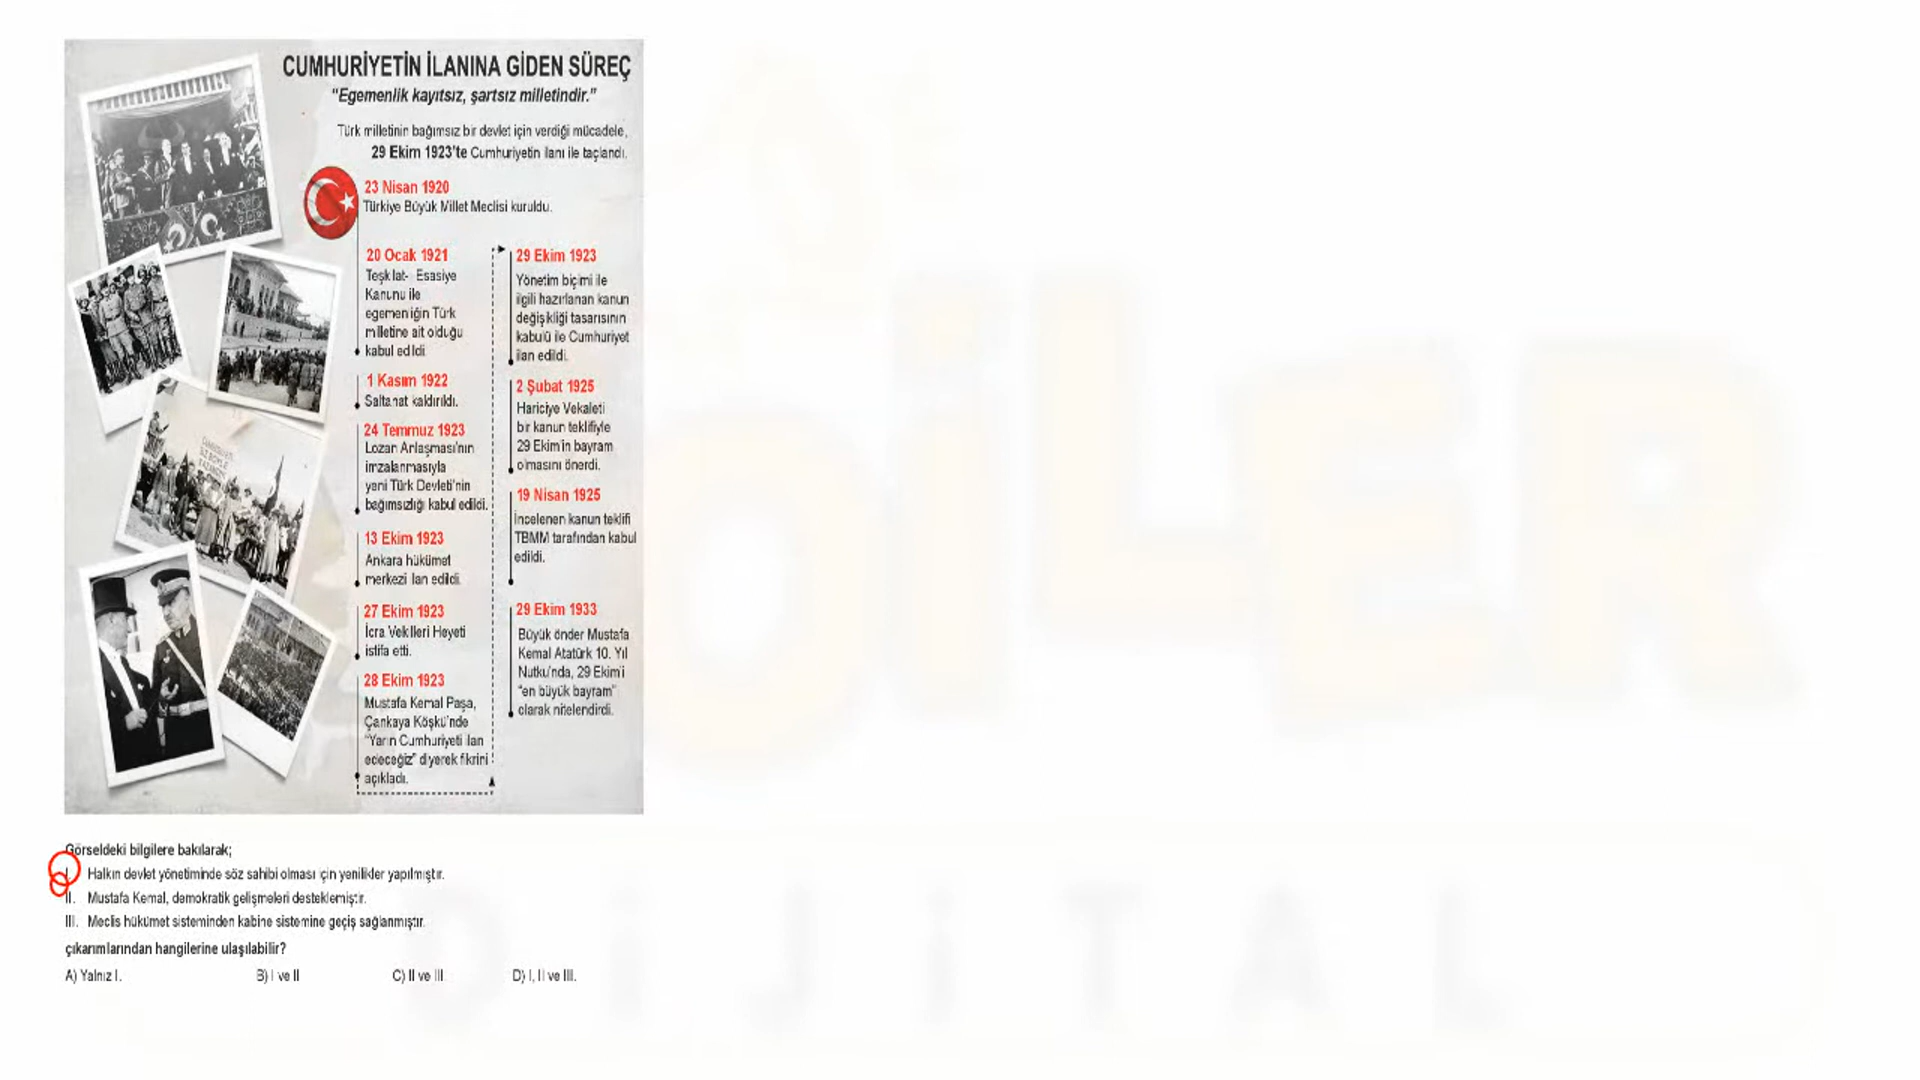 CUMHURİYETİN İLANINA GİDEN SÜREÇ
"Egemenlik kayıtsız, şartsız milletindir."
Türk milletinin bağımsız bir devlet için verdiği mücadele,
29 Ekim 1923'te Cumhuriyetin ilanı ile taçlandı.
23 Nisan 1920
Türkiye Büyük Millet Meclisi kuruldu.
20 Ocak 1921
Teşkilat-ı Esasiye
Kanunu ile
egemenliğin Türk
milletine ait olduğu
kabul edildi
1 Kasım 1922
Saltanat kaldırıldı.
24 Temmuz 1923
Lozan Anlaşması'nın
imzalanmasıyla
yeni Türk Devleti'nin
bağımsızlığı kabul edildi.
13 Ekim 1923
Ankara hükümet
merkezi ilan edildi.
27 Ekim 1923
İcra Vekilleri Heyeti
istifa etti.
28 Ekim 1923
Mustafa Kemal Paşa,
Çankaya Köşkü'nde
"Yarın Cumhuriyeti ilan
edeceğiz" diyerek fikrini
açıkladı.
29 Ekim 1923
Yönetim biçimi ile
ilgili hazırlanan kanun
değişikliği tasarısının
kabulü ile Cumhuriyet
ilan edildi.
2 Şubat 1925
Hariciye Vekaleti
bir kanun teklifiyle
29 Ekim'in bayram
olmasını önerdi.
19 Nisan 1925
İncelenen kanun teklifi
TBMM tarafından kabul
edildi.
29 Ekim 1933
Büyük önder Mustafa
Kemal Atatürk 10. Yıl
Nutku'nda, 29 Ekim'i
"en büyük bayram"
olarak nitelendirdi.
Görseldeki bilgilere bakılarak;
I. Halkın devlet yönetiminde söz sahibi olması için yenilikler yapılmıştır.
II. Mustafa Kemal, demokratik gelişmeleri desteklemiştir.
III. Meclis hükümet sisteminden kabine sistemine geçiş sağlanmıştır.
çıkarımlarından hangilerine ulaşılabilir?
A) Yalnız I. B) I ve II C) II ve III D) I, II ve III.
DİJİTAL